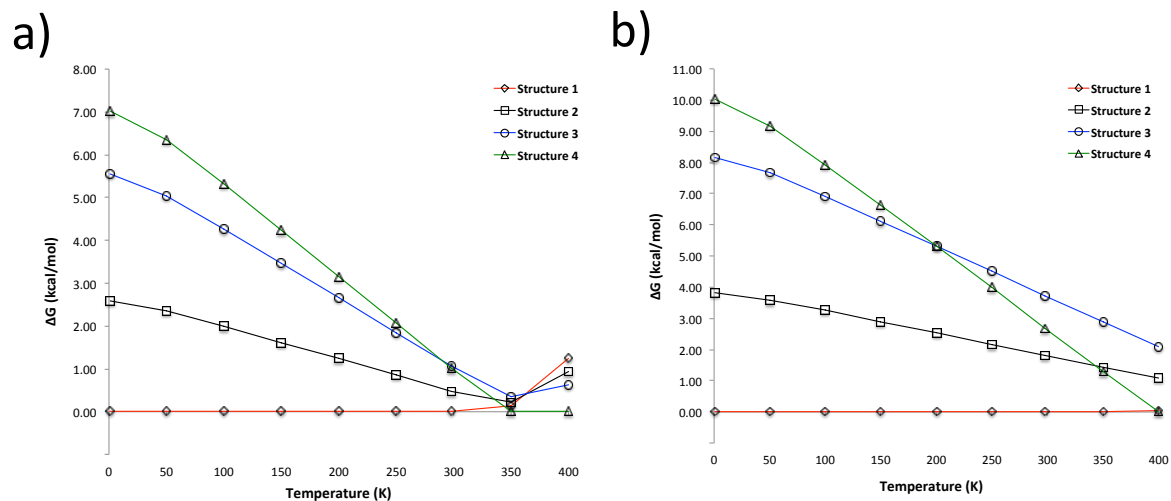 a)
8.00
7.00
6.00
5.00
4.00
3.00
2.00
1.00
0.00
0 50 100 150 200 250 300 350 400
ΔG (kcal/mol)
Temperature (K)
Structure 1
Structure 2
Structure 3
Structure 4
b)
11.00
10.00
9.00
8.00
7.00
6.00
5.00
4.00
3.00
2.00
1.00
0.00
0 50 100 150 200 250 300 350 400
ΔG (kcal/mol)
Temperature (K)
Structure 1
Structure 2
Structure 3
Structure 4